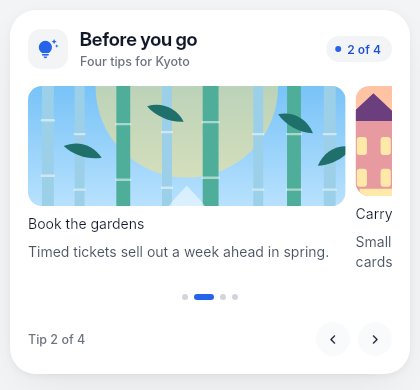 Before you go
Four tips for Kyoto
2 of 4
Book the gardens
Timed tickets sell out a week ahead in spring.
Carry
Small
cards
Tip 2 of 4